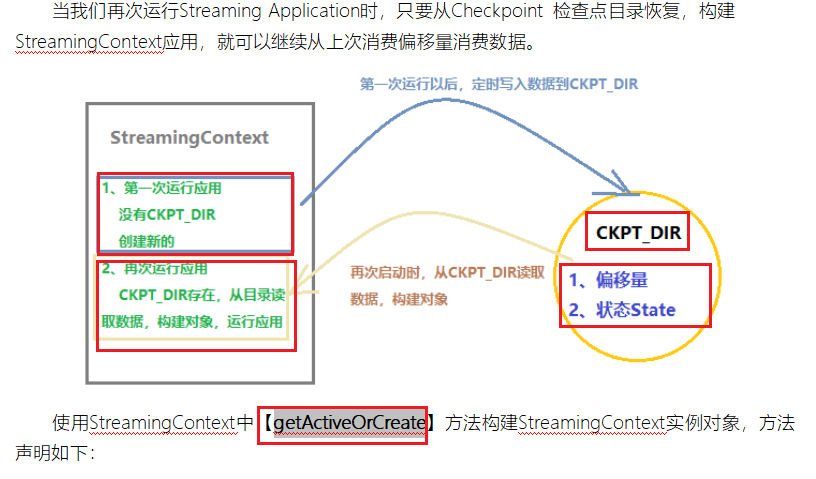 当我们再次运行Streaming Application时，只要从Checkpoint 检查点目录恢复，构建
StreamingContext应用，就可以继续从上次消费偏移量消费数据。
第一次运行以后，定时写入数据到CKPT_DIR
StreamingContext
1、第一次运行应用
没有CKPT_DIR
创建新的
2、再次运行应用
CKPT_DIR存在，从目录读
取数据，构建对象，运行应用
再次启动时，从CKPT_DIR读取
数据，构建对象
CKPT_DIR
1、偏移量
2、状态State
使用StreamingContext中【getActiveOrCreate】方法构建StreamingContext实例对象，方法
声明如下：